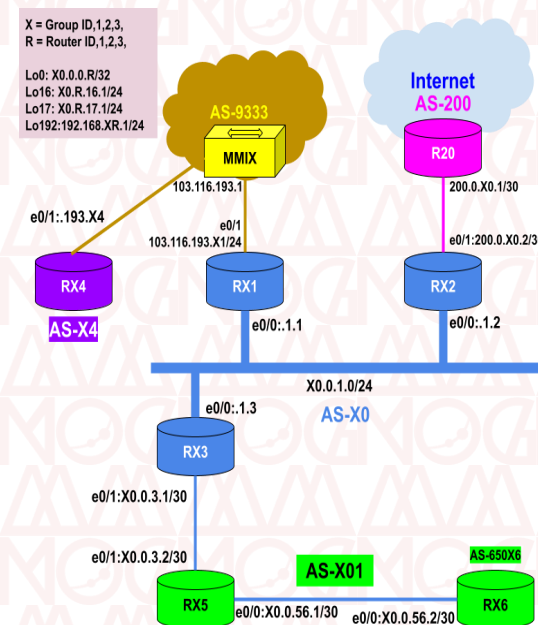 X = Group ID,1,2,3,
R = Router ID,1,2,3,
Lo0: X0.0.0.R/32
Lo16: X0.R.16.1/24
Lo17: X0.R.17.1/24
Lo192:192.168.XR.1/24
AS-9333
MMIX
103.116.193.1
Internet
AS-200
R20
200.0.X0.1/30
e0/1:.193.X4
e0/1
103.116.193.X1/24
e0/1:200.0.X0.2/3
RX4
AS-X4
RX1
RX2
e0/0:.1.1
e0/0:.1.2
X0.0.1.0/24
AS-X0
e0/0:.1.3
RX3
e0/1:X0.0.3.1/30
e0/1:X0.0.3.2/30
AS-X01
AS-650X6
RX5
e0/0:X0.0.56.1/30
e0/0:X0.0.56.2/30
RX6